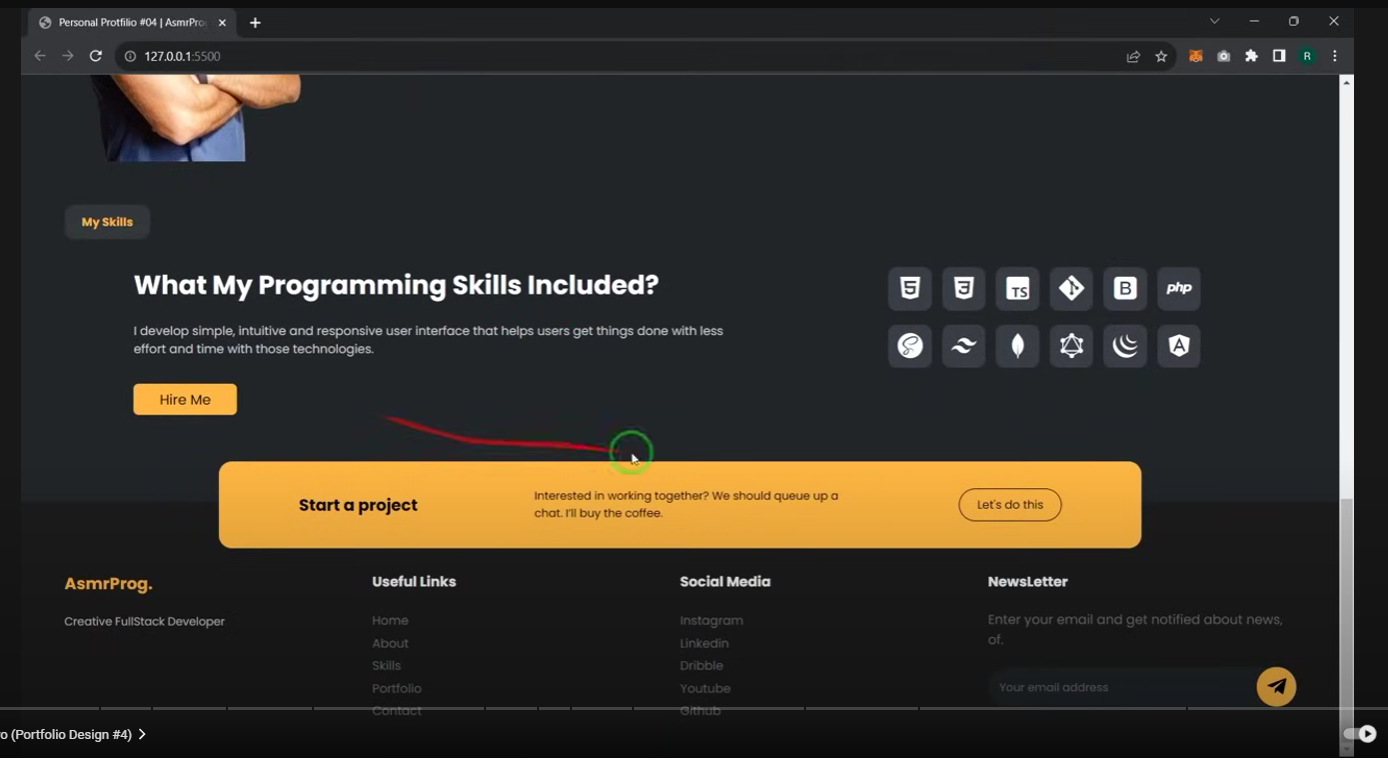 Personal Protfilio #04 | AsmrPro
127.0.0.1:5500
R
My Skills
What My Programming Skills Included?
I develop simple, intuitive and responsive user interface that helps users get things done with less
effort and time with those technologies.
Hire Me
5 3 TS B php
S A
Start a project
Interested in working together? We should queue up a
chat. I'll buy the coffee.
Let's do this
AsmrProg.
Creative FullStack Developer
Useful Links
Home
About
Skills
Portfolio
Contact
Social Media
Instagram
Linkedin
Dribble
Youtube
Github
NewsLetter
Enter your email and get notified about news,
of.
Your email address
o (Portfolio Design #4)